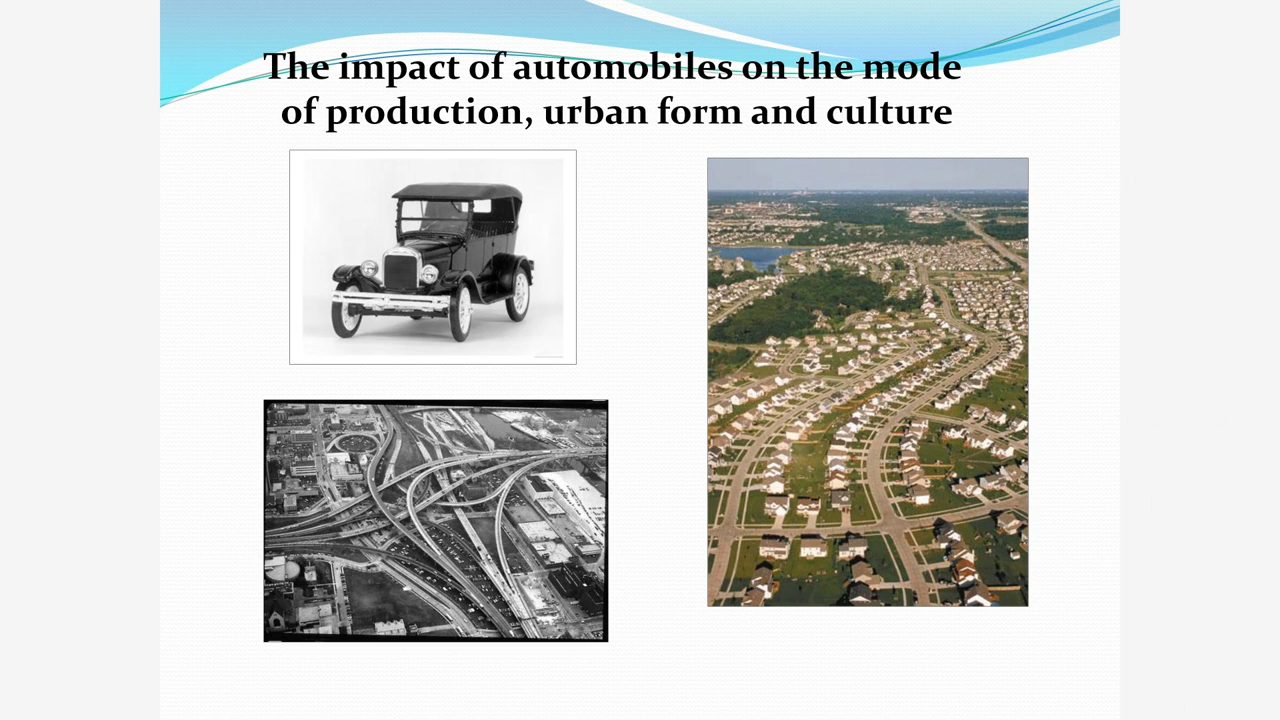 The impact of automobiles on the mode
of production, urban form and culture